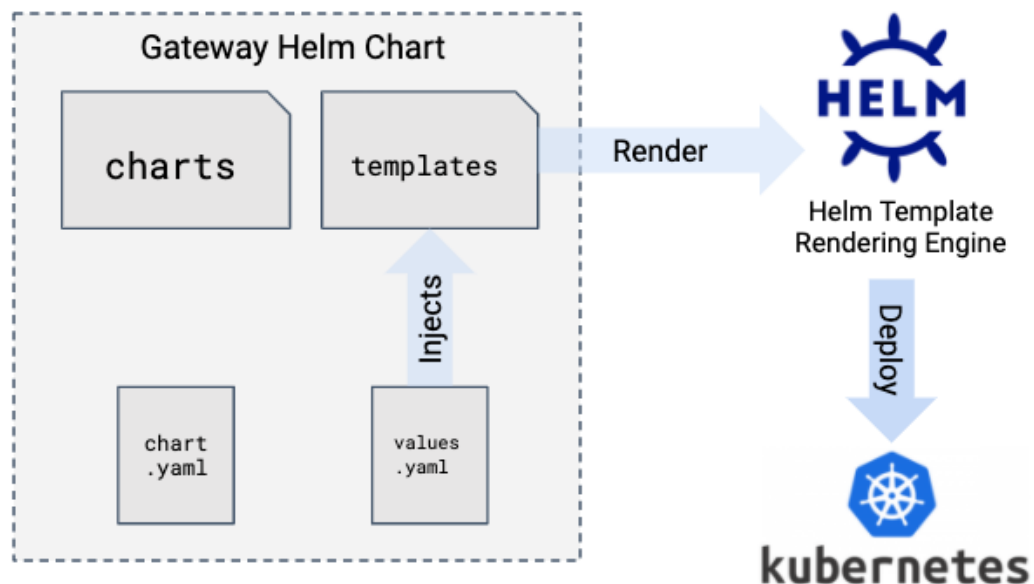 Gateway Helm Chart
charts
templates
Render
HELM
Helm Template
Rendering Engine
Injects
Deploy
chart
.yaml
values
.yaml
kubernetes